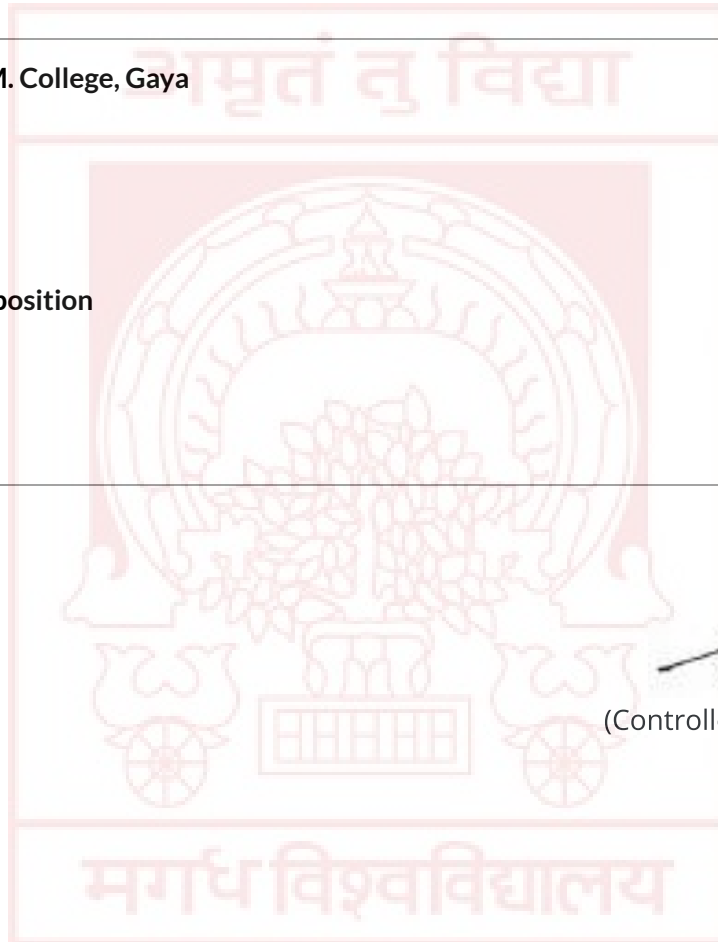 अमृतं तु विद्या
M. College, Gaya
position
(Controll
मगध विश्वविद्यालय